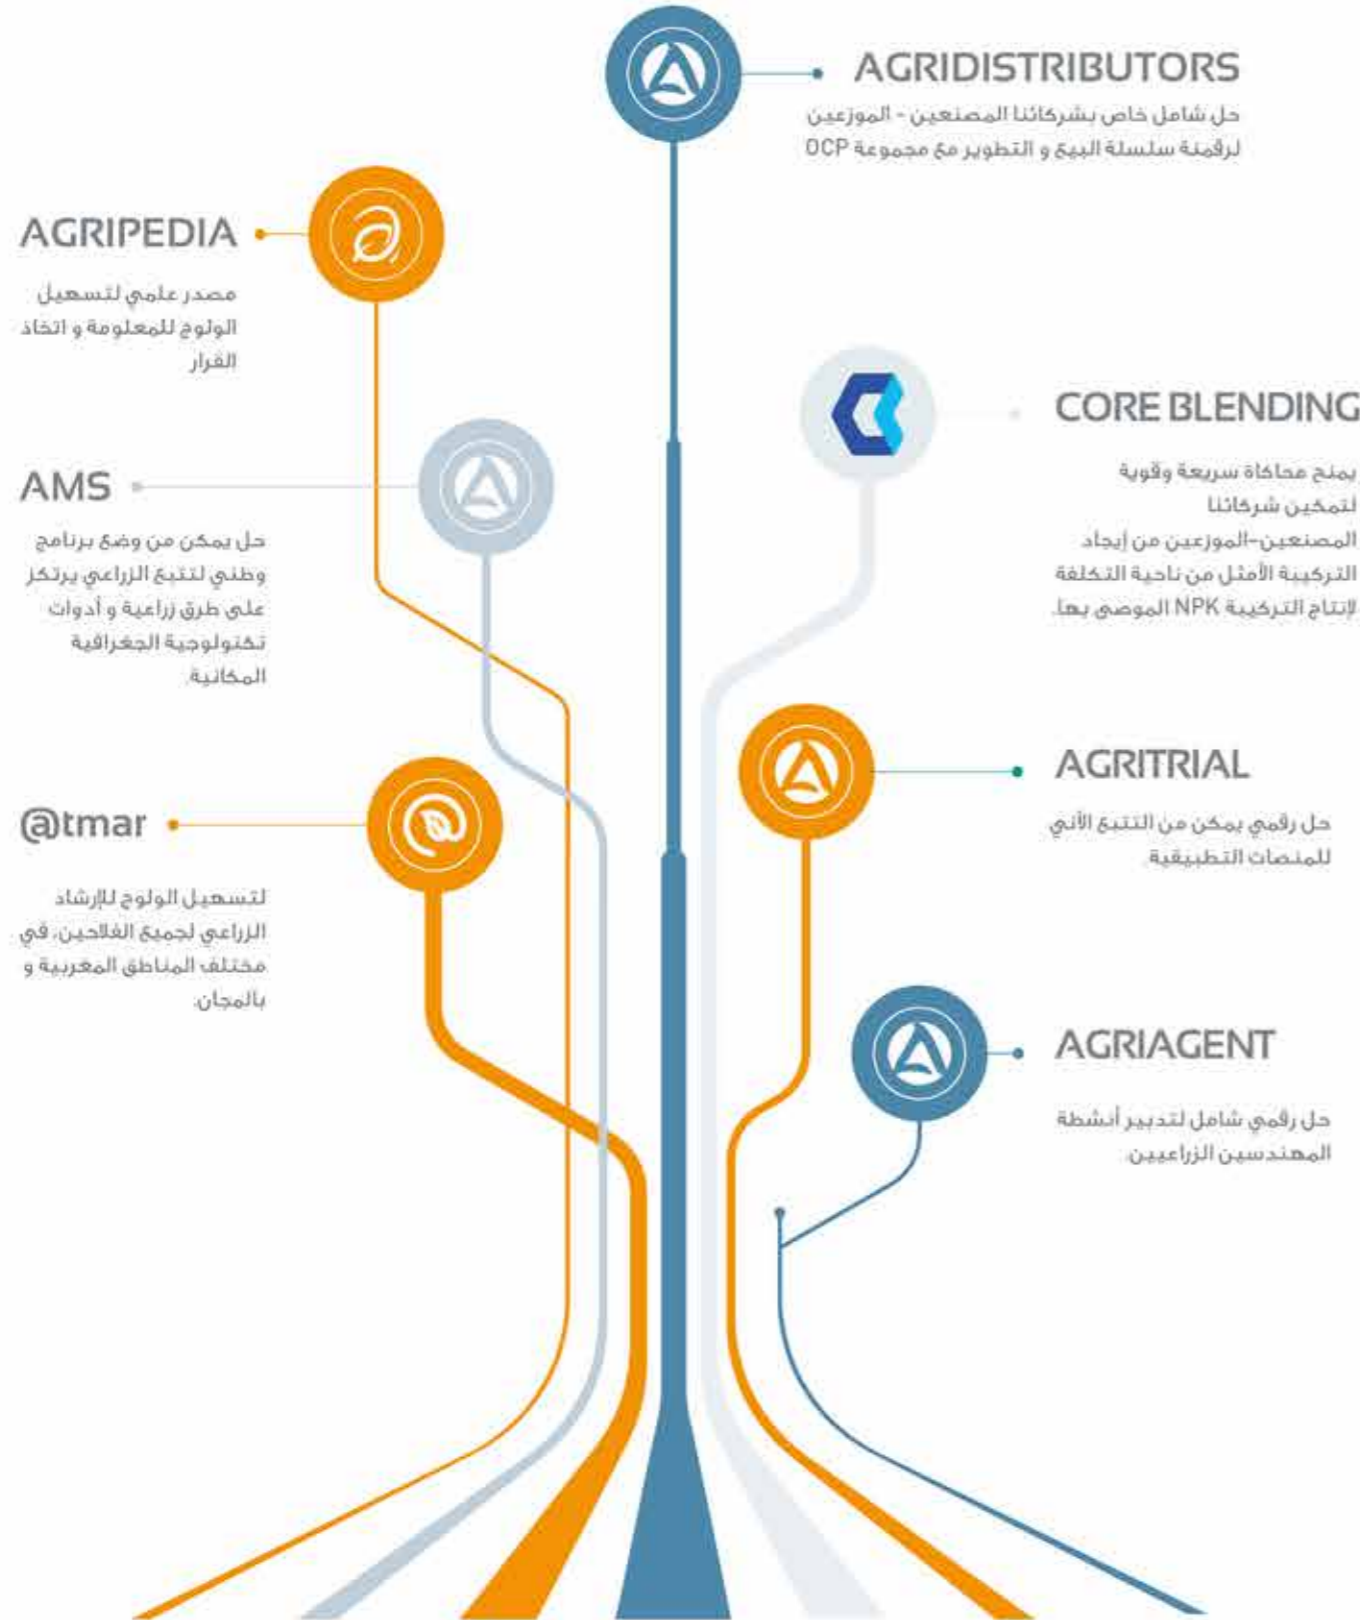 AGRIDISTRIBUTORS
حل شامل خاص بشركائنا المصنعين - الموزعين
لرقمنة سلسلة البيع و التطوير مع مجموعة OCP
AGRIPEDIA
مصدر علمي لتسهيل
الولوج للمعلومة و اتخاذ
القرار
CORE BLENDING
يمنح محاكاة سريعة وقوية
لتمكين شركائنا
المصنعين-الموزعين من إيجاد
التركيبة الأمثل من ناحية التكلفة
لإنتاج التركيبة NPK الموصى بها.
AMS
حل يمكن من وضع برنامج
وطني لتتبع الزراعي يرتكز
على طرق زراعية و أدوات
تكنولوجية الجغرافية
المكانية.
AGRITRIAL
حل رقمي يمكن من التتبع الآني
للمنصات التطبيقية.
@tmar
لتسهيل الولوج للإرشاد
الزراعي لجميع الفلاحين، في
مختلف المناطق المغربية و
بالمجان.
AGRIAGENT
حل رقمي شامل لتدبير أنشطة
المهندسين الزراعيين.